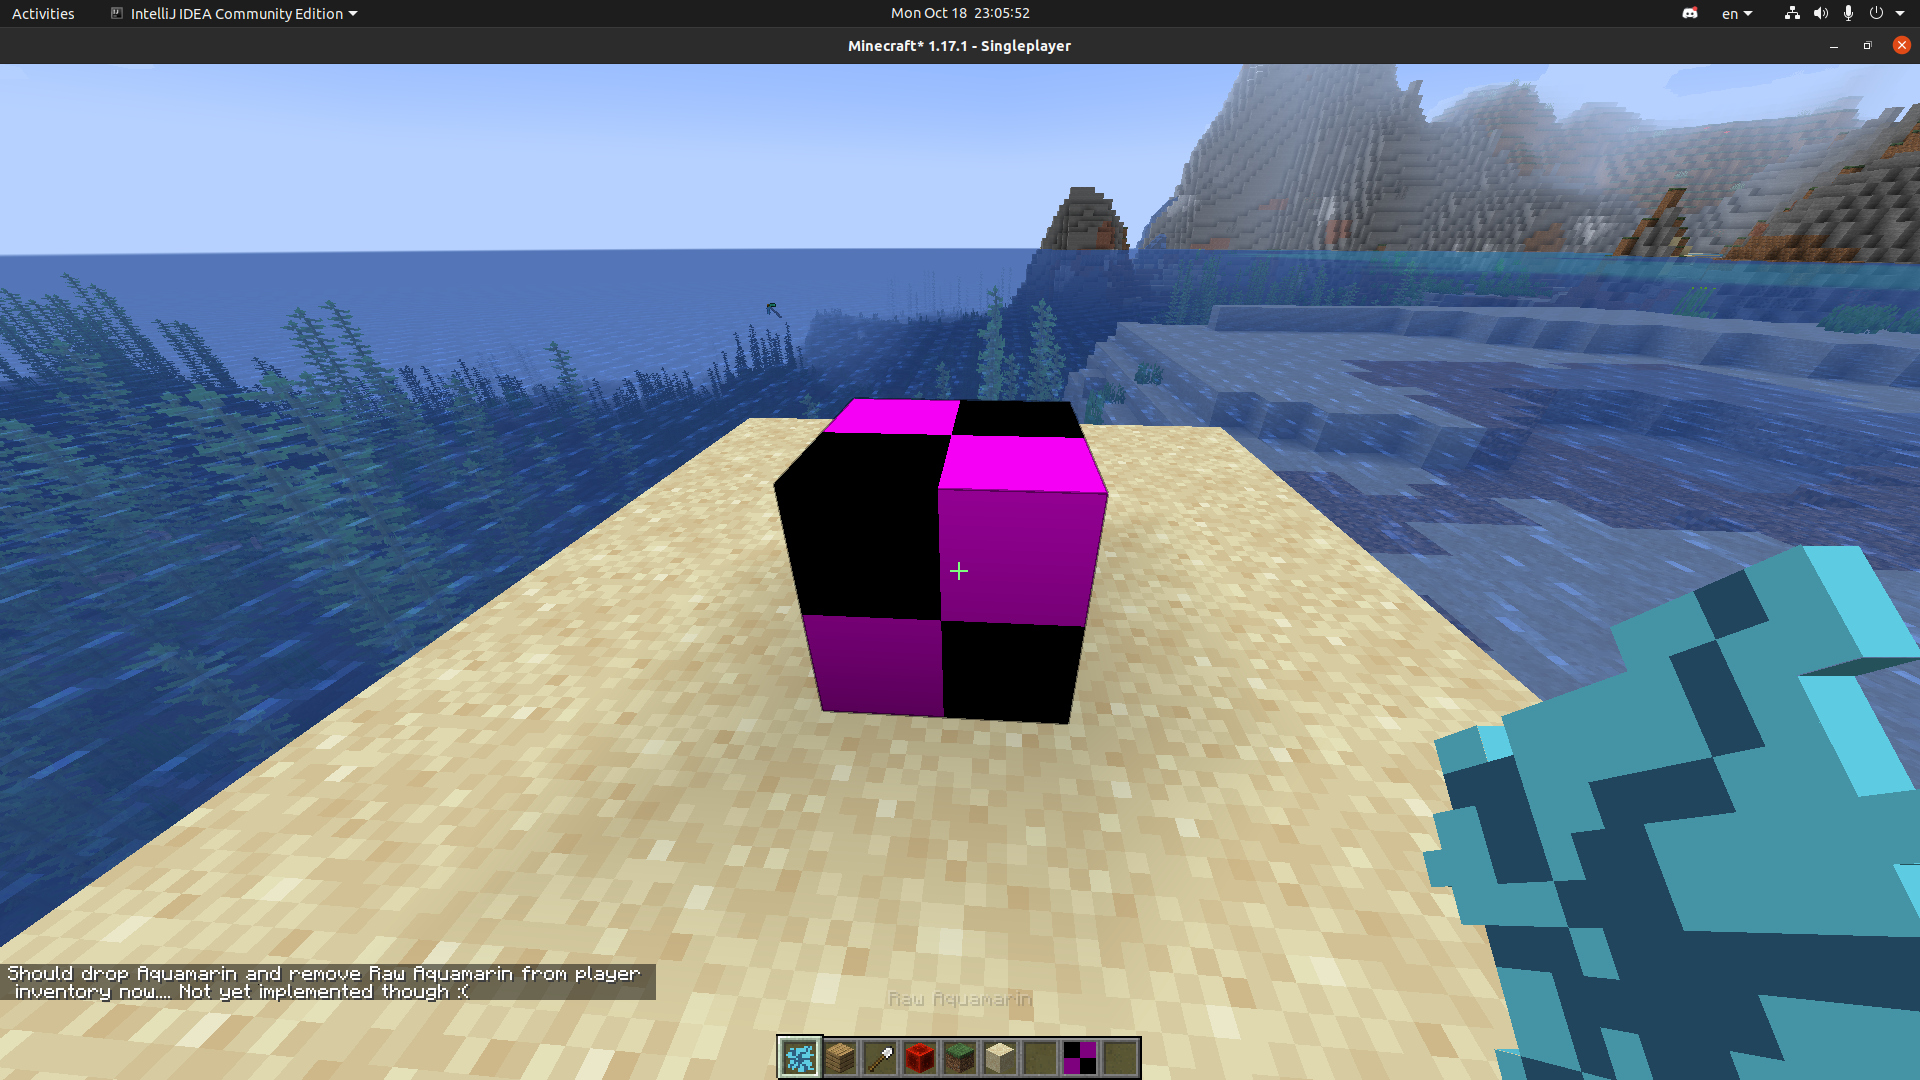 Activities
IntelliJ IDEA Community Edition
Mon Oct 18 23:05:52
en
Minecraft* 1.17.1 - Singleplayer
Should drop Aquamarin and remove Raw Aquamarin from player
inventory now.... Not yet implemented though :(
Raw Aquamarin